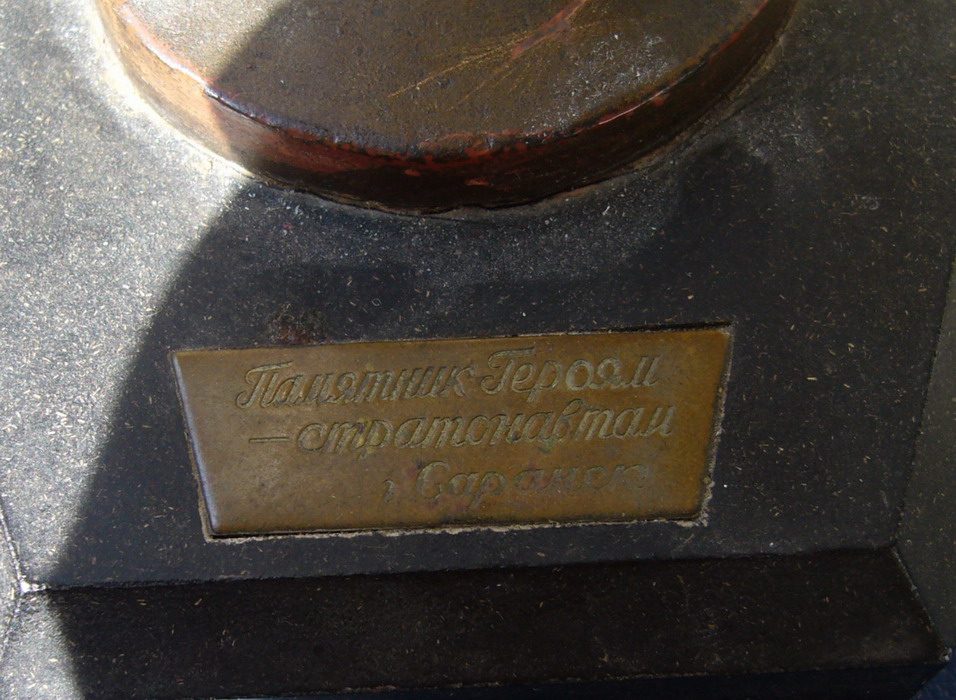 Памятник Героям
– стратонавтам
г. Саранск